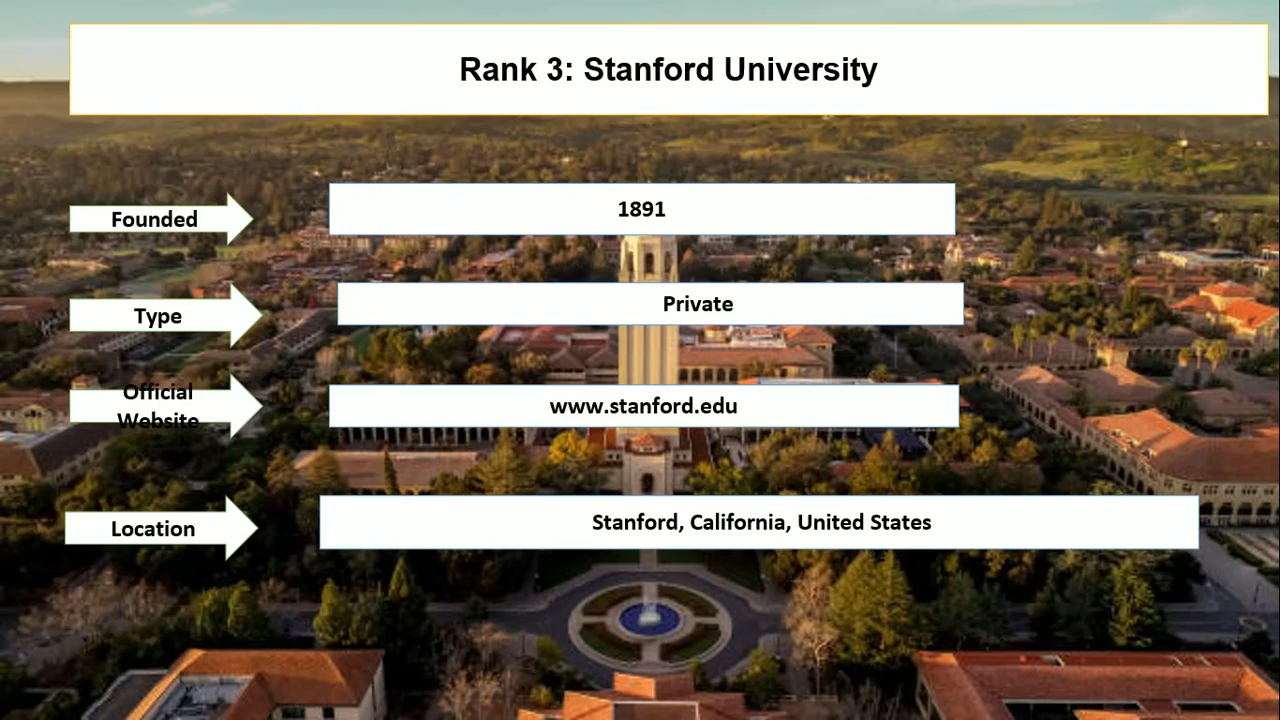 Rank 3: Stanford University
Founded
1891
Type
Private
Official
Website
www.stanford.edu
Location
Stanford, California, United States